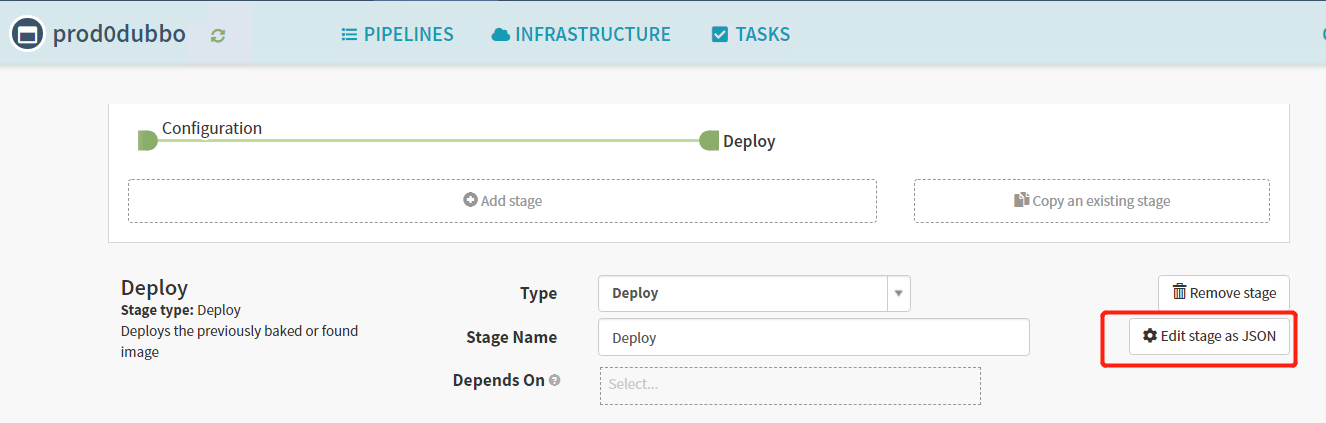 prod0dubbo PIPELINES INFRASTRUCTURE TASKS
Configuration
Deploy
Add stage Copy an existing stage
Deploy
Stage type: Deploy
Deploys the previously baked or found
image
Type Deploy Remove stage
Stage Name Deploy Edit stage as JSON
Depends On Select...